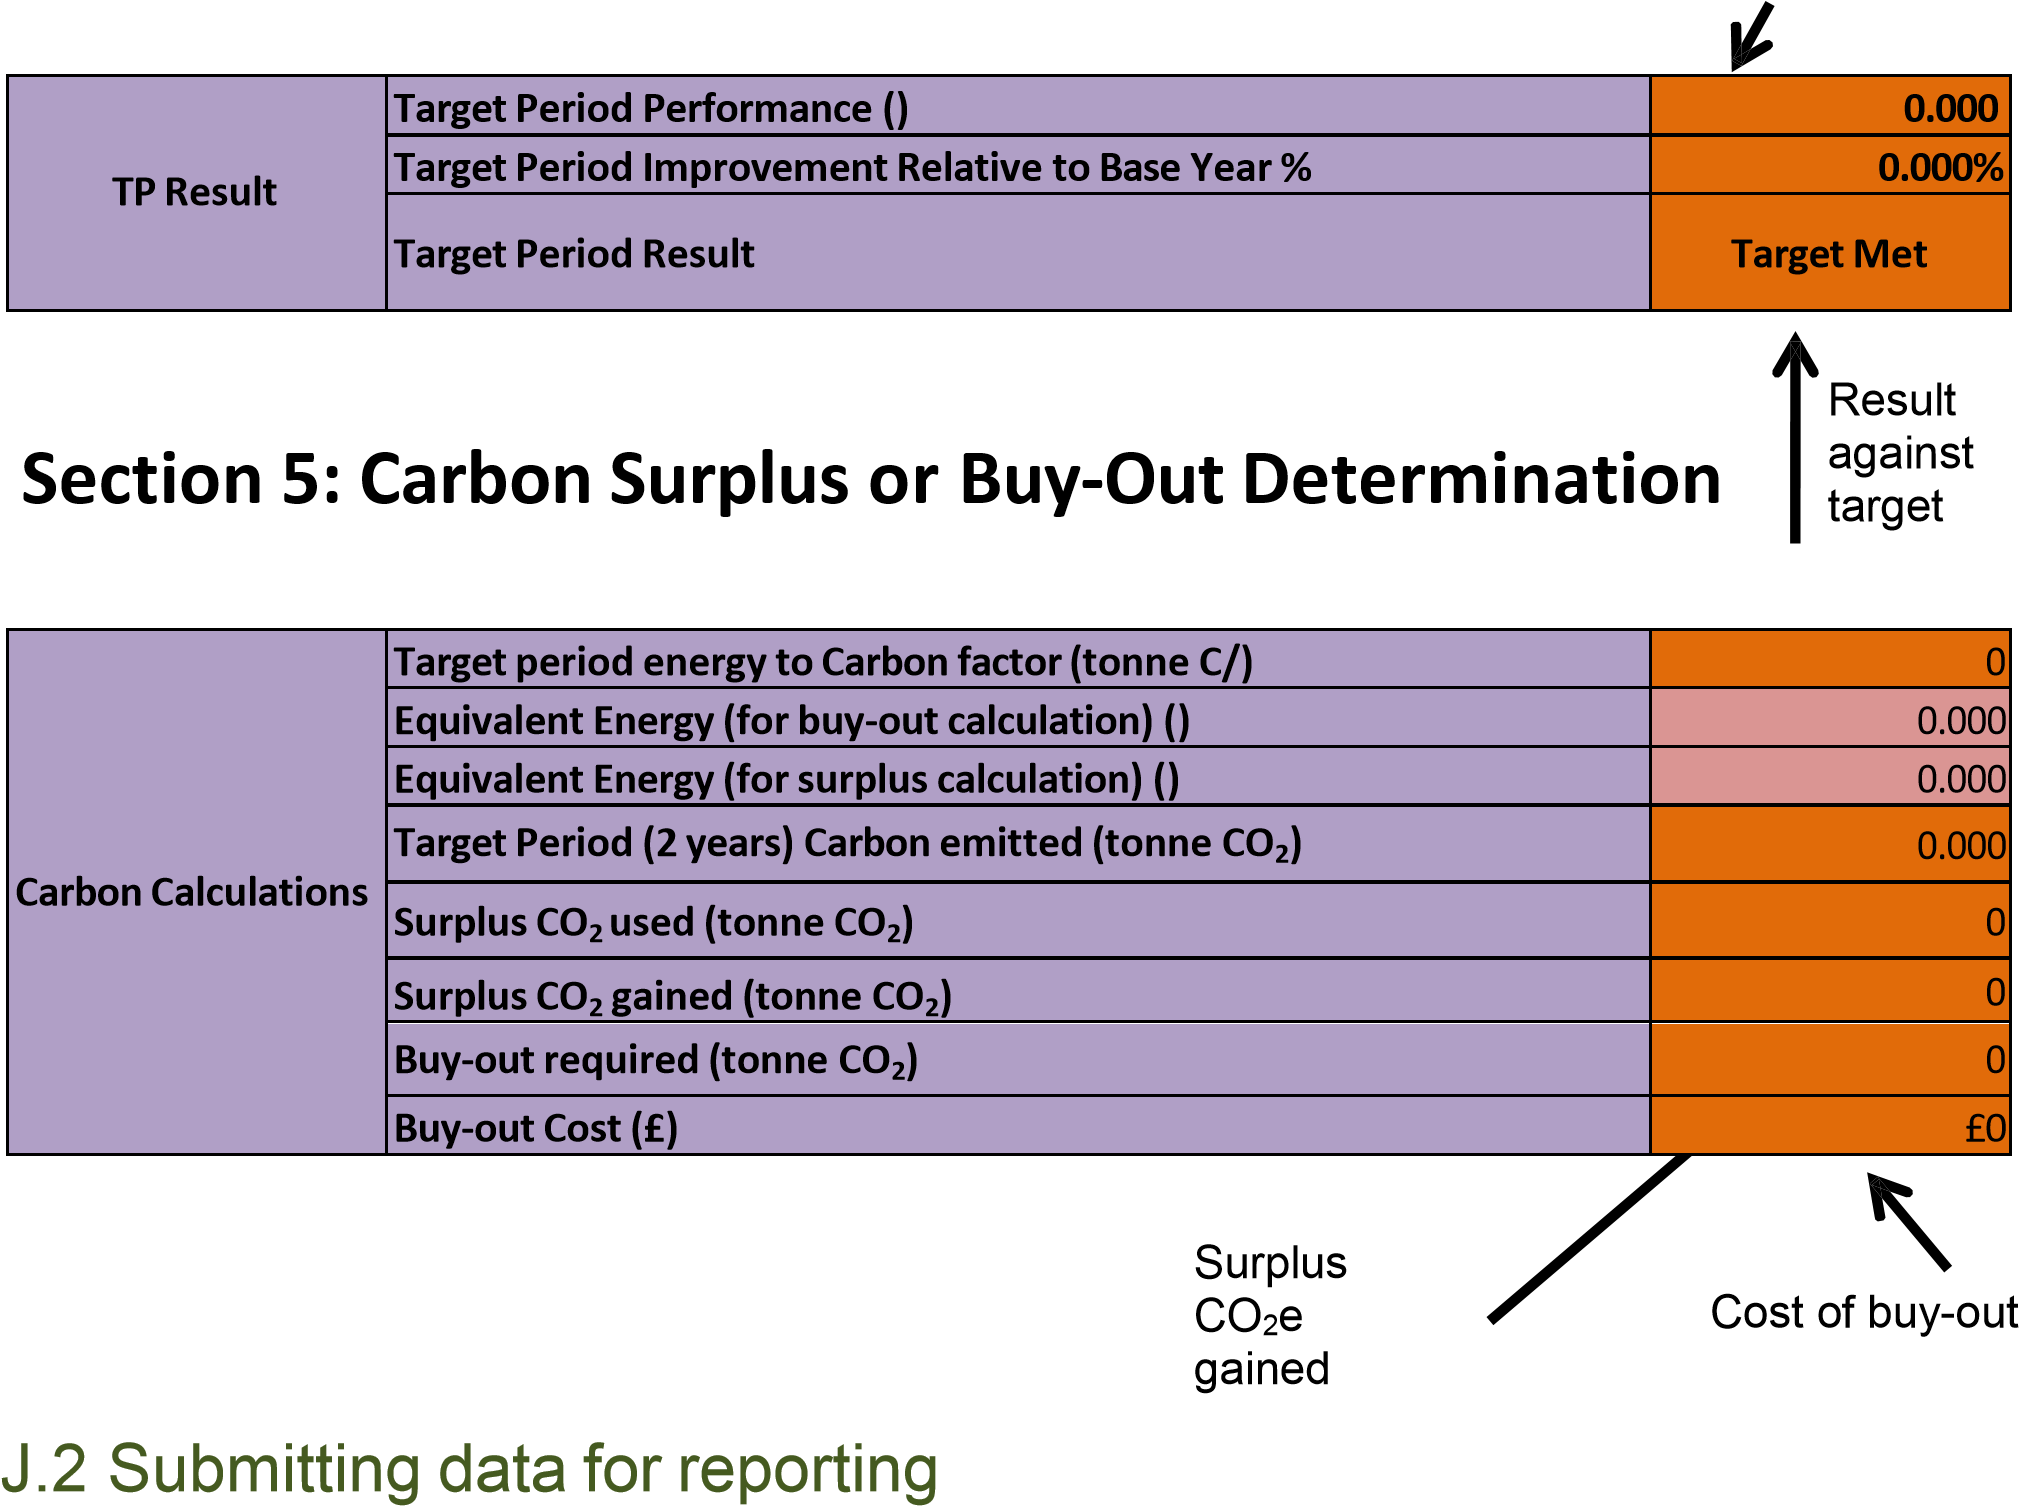 TP Result
Target Period Performance ()
0.000
Target Period Improvement Relative to Base Year %
0.000%
Target Period Result
Target Met
Result
against
target
Section 5: Carbon Surplus or Buy-Out Determination
Carbon Calculations
Target period energy to Carbon factor (tonne C/)
0
Equivalent Energy (for buy-out calculation) ()
0.000
Equivalent Energy (for surplus calculation) ()
0.000
Target Period (2 years) Carbon emitted (tonne CO₂)
0.000
Surplus CO₂ used (tonne CO₂)
0
Surplus CO₂ gained (tonne CO₂)
0
Buy-out required (tonne CO₂)
0
Buy-out Cost (£)
£0
Surplus
CO₂e
gained
Cost of buy-out
J.2 Submitting data for reporting